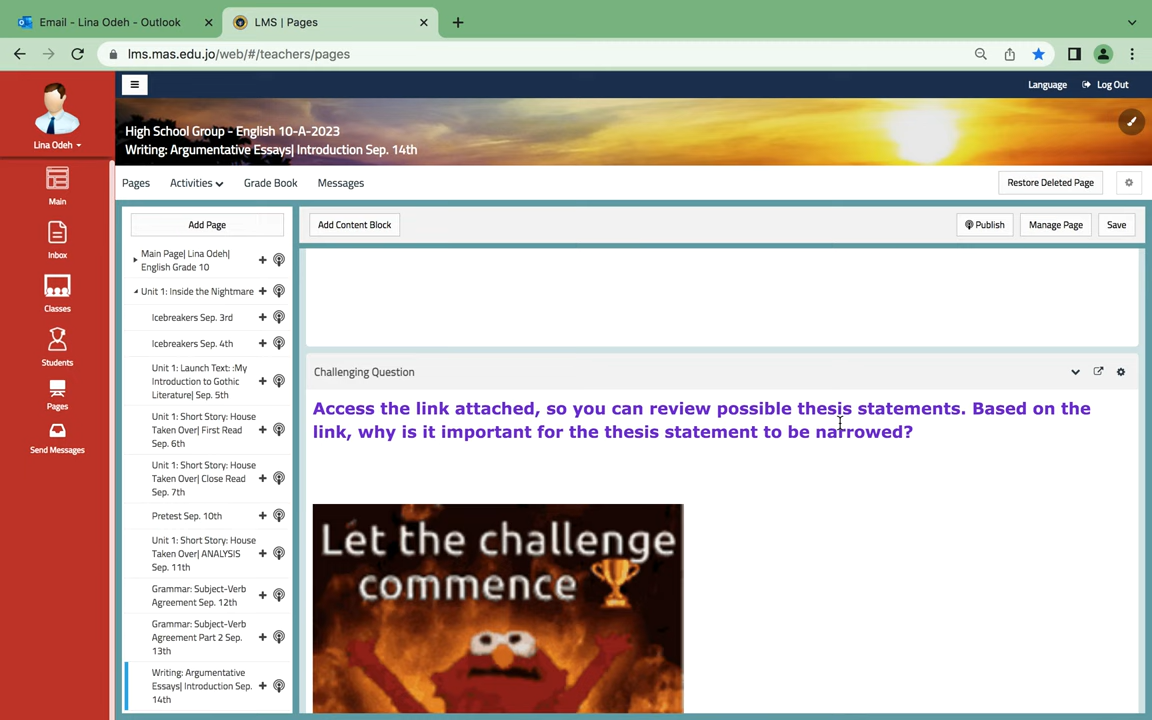 Email - Lina Odeh - Outlook
LMS | Pages
lms.mas.edu.jo/web/#/teachers/pages
Lina Odeh
Language
Log Out
High School Group - English 10-A-2023
Writing: Argumentative Essays| Introduction Sep. 14th
Pages
Activities
Grade Book
Messages
Restore Deleted Page
Main
Inbox
Classes
Students
Pages
Send Messages
Add Page
Main Page| Lina Odeh|
English Grade 10
Unit 1: Inside the Nightmare
Icebreakers Sep. 3rd
Icebreakers Sep. 4th
Unit 1: Launch Text: :My
Introduction to Gothic
Literature| Sep. 5th
Unit 1: Short Story: House
Taken Over| First Read
Sep. 6th
Unit 1: Short Story: House
Taken Over| Close Read
Sep. 7th
Pretest Sep. 10th
Unit 1: Short Story: House
Taken Over| ANALYSIS
Sep. 11th
Grammar: Subject-Verb
Agreement Sep. 12th
Grammar: Subject-Verb
Agreement Part 2 Sep.
13th
Writing: Argumentative
Essays| Introduction Sep.
14th
Add Content Block
Publish
Manage Page
Save
Challenging Question
Access the link attached, so you can review possible thesis statements. Based on the
link, why is it important for the thesis statement to be narrowed?
Let the challenge
commence